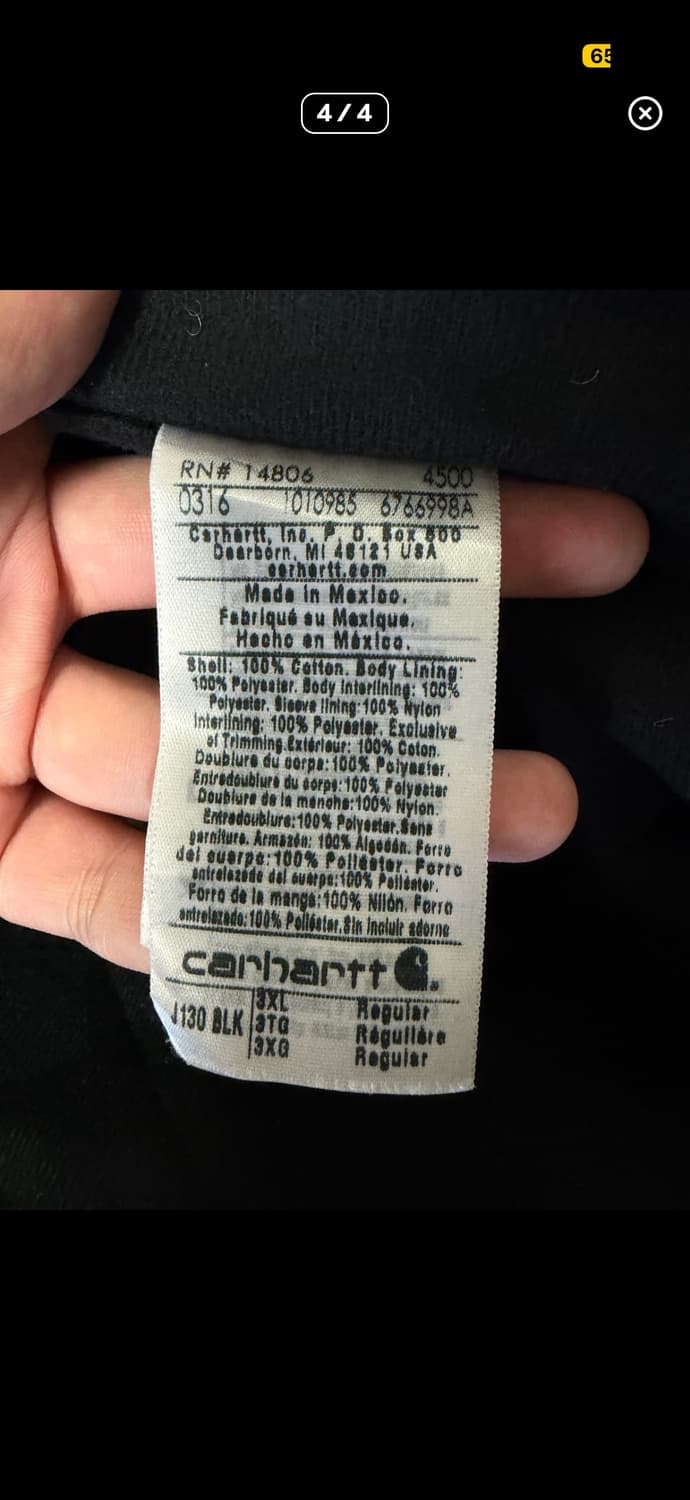 65
4/4
RN# 14806 4500
0316 1010985 6766998A
Carhartt, Inc. P. O. Box 600
Dearborn, MI 48121 USA
carhartt.com
Made in Mexico.
Fabriqué au Mexique.
Hecho en México.
Shell: 100% Cotton. Body Lining:
100% Polyester. Body Interlining: 100%
Polyester. Sleeve lining:100% Nylon
Interlining: 100% Polyester. Exclusive
of Trimming.Extérieur: 100% Coton.
Doublure du corps:100% Polyester.
Entredoublure du corps:100% Polyester
Doublure de la manche:100% Nylon.
Entredoublure:100% Polyester.Sans
garniture. Armazón: 100% Algodón. Forro
del cuerpo:100% Poliéster. Forro
entrelazado del cuerpo:100% Poliéster.
Forro de la manga:100% Nilón. Forro
entrelazado:100% Poliéster.Sin incluir adorno
carhartt
J130 BLK 3XL Regular
3TG Régulière
3XG Regular